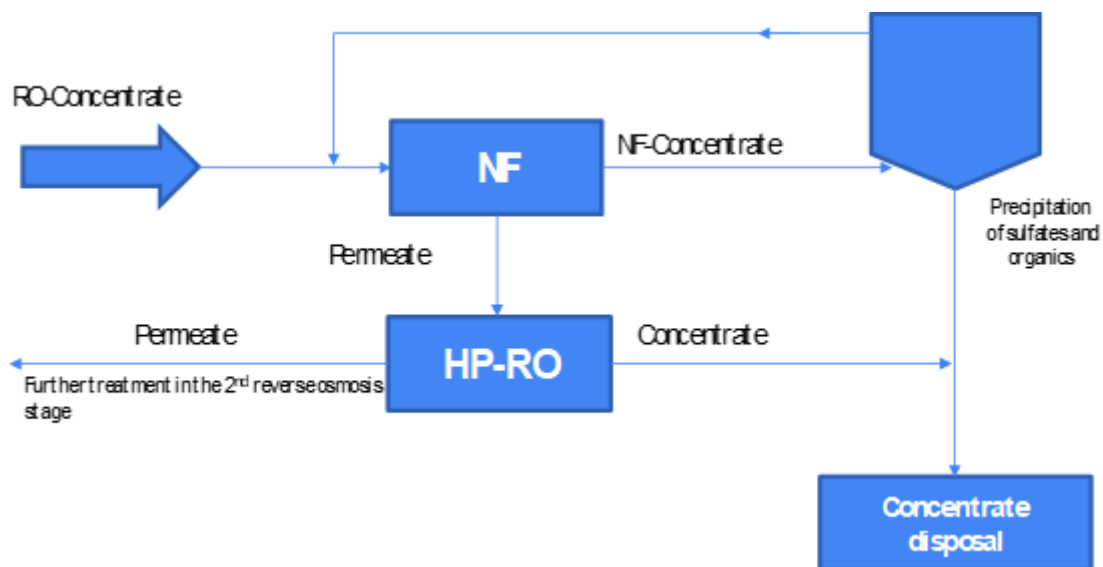 RO-Concentrate
NF
NF-Concentrate
Precipitation
of sulfates and
organics
Permeate
Permeate
HP-RO
Concentrate
Further treatment in the 2nd reverse osmosis
stage
Concentrate
disposal